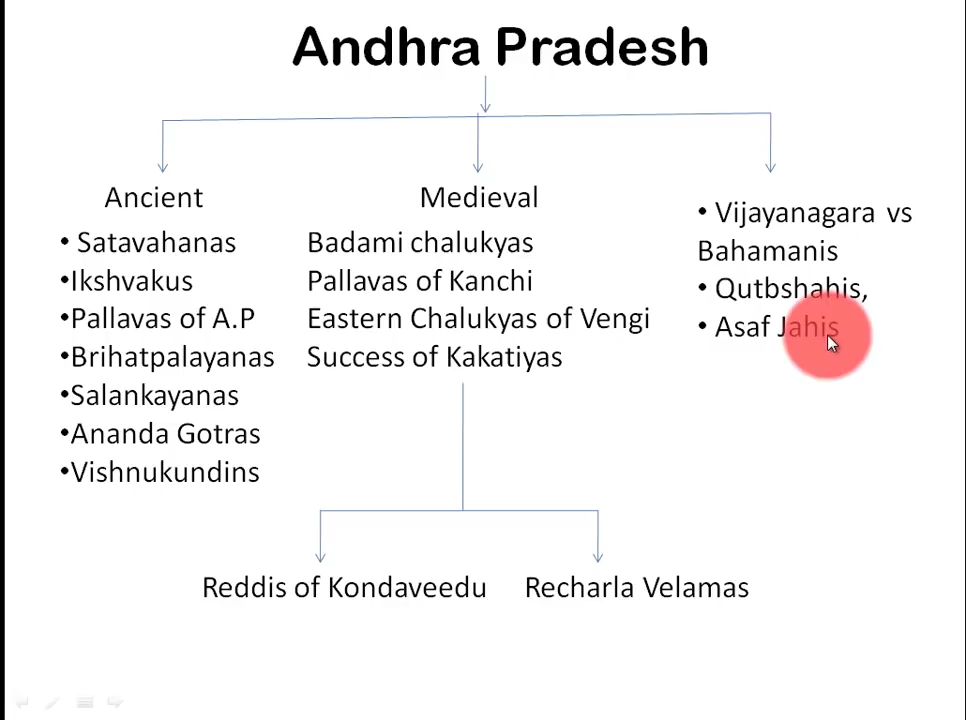 Andhra Pradesh
Ancient
• Satavahanas
•Ikshvakus
•Pallavas of A.P
•Brihatpalayanas
•Salankayanas
•Ananda Gotras
•Vishnukundins
Medieval
Badami chalukyas
Pallavas of Kanchi
Eastern Chalukyas of Vengi
Success of Kakatiyas
• Vijayanagara vs
Bahamanis
• Qutbshahis,
• Asaf Jahis
Reddis of Kondaveedu
Recharla Velamas